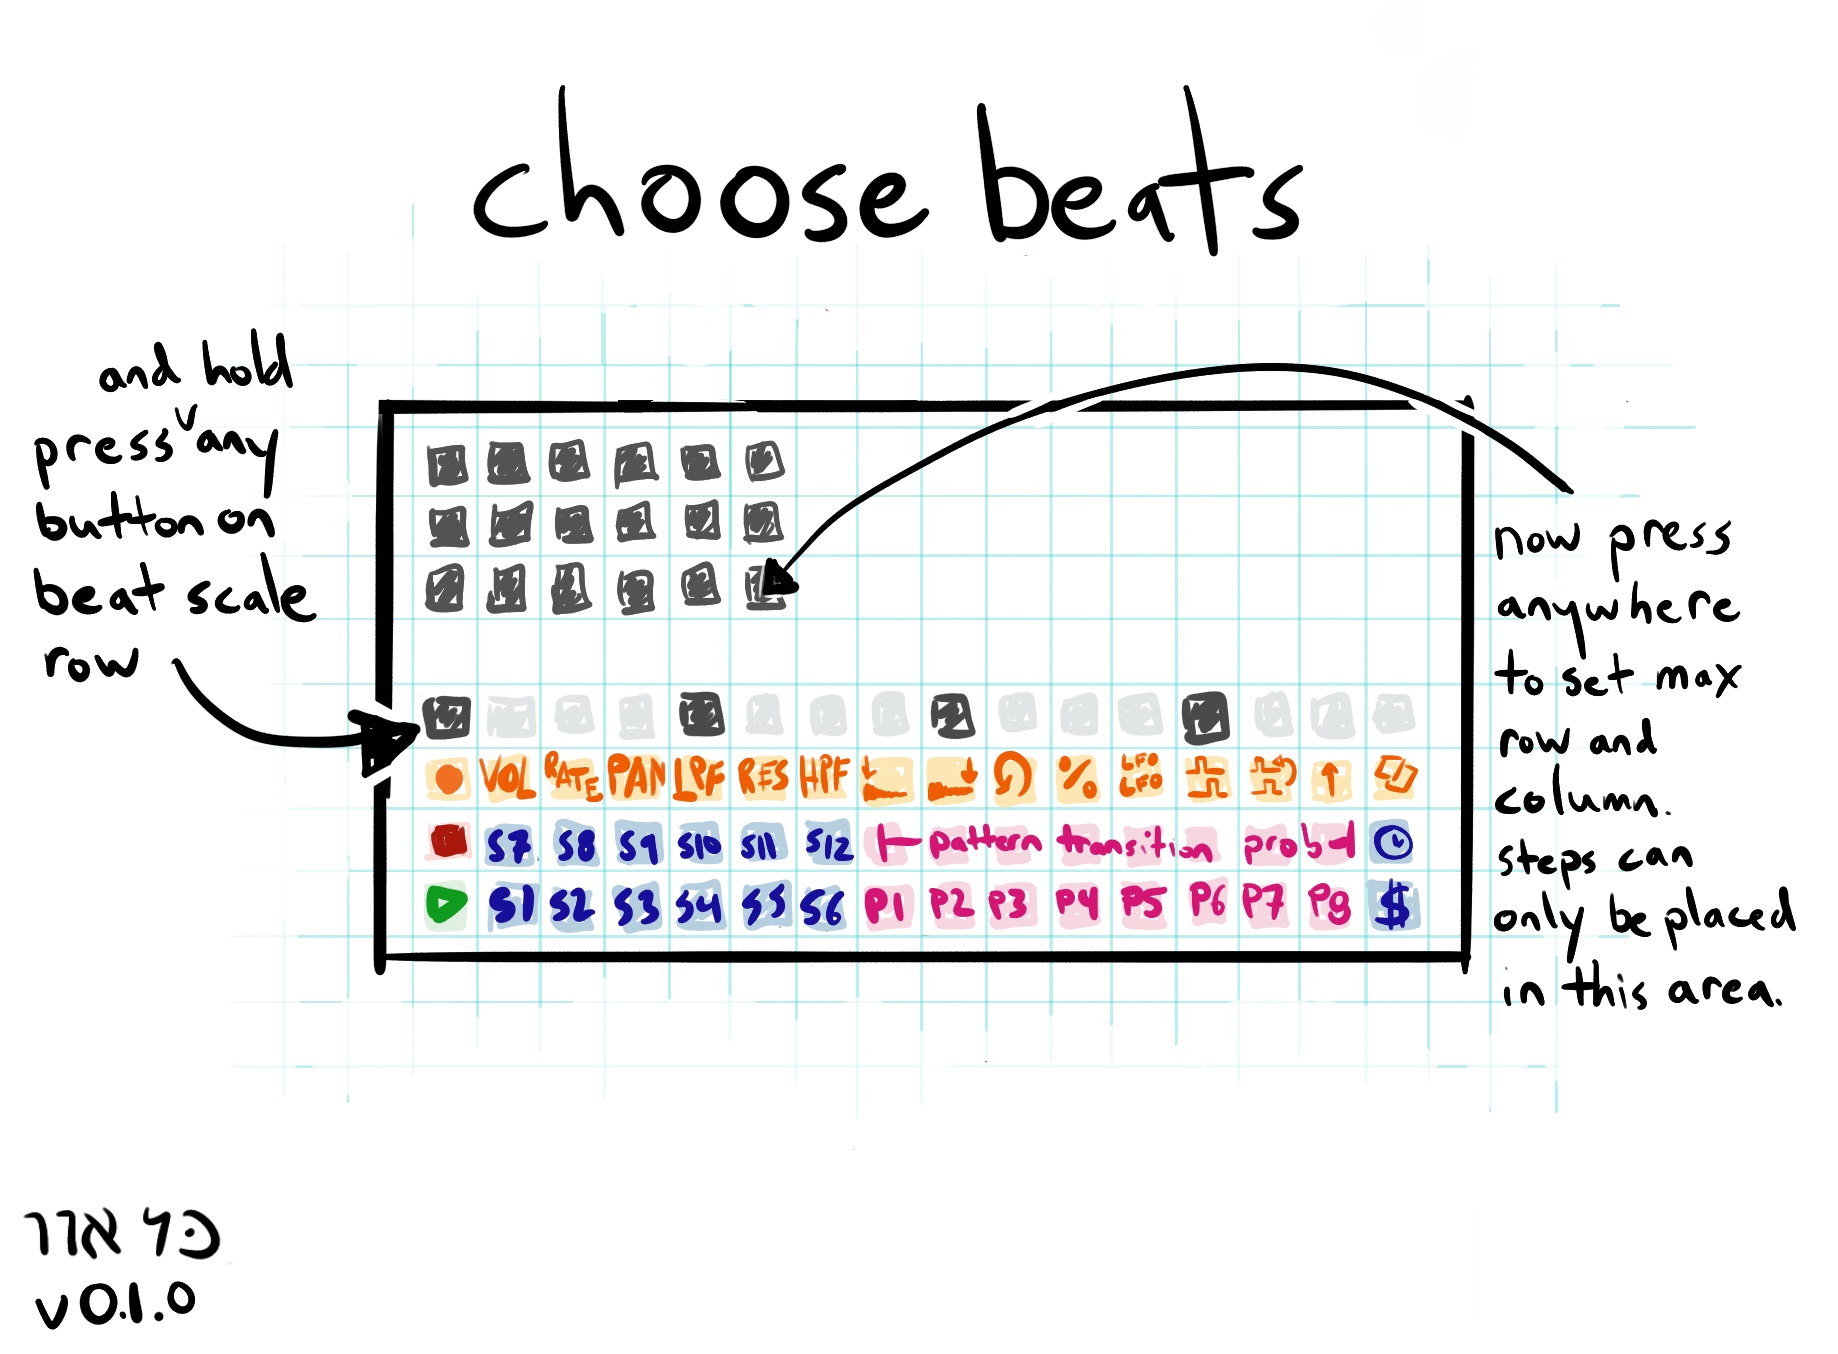 choose beats
and hold
press ˅ any
button on
beat scale
row
now press
anywhere
to set max
row and
column.
steps can
only be placed
in this area.
VOL RATE PAN LPF RES HPF % LFO LFO ↑
S7 S8 S9 S10 S11 S12 pattern transition prob
S1 S2 S3 S4 S5 S6 P1 P2 P3 P4 P5 P6 P7 P8 $
כּל אור
v0.1.0